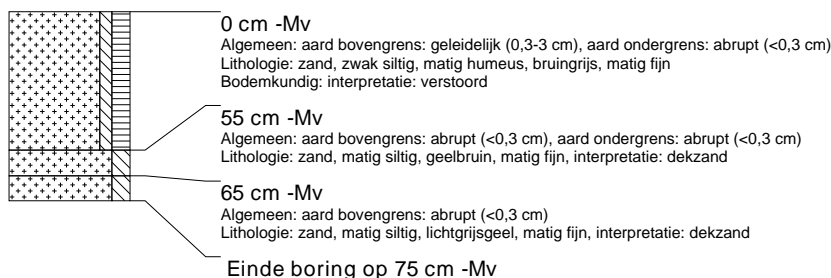 0 cm -Mv
Algemeen: aard bovengrens: geleidelijk (0,3-3 cm), aard ondergrens: abrupt (<0,3 cm)
Lithologie: zand, zwak siltig, matig humeus, bruingrijs, matig fijn
Bodemkundig: interpretatie: verstoord
55 cm -Mv
Algemeen: aard bovengrens: abrupt (<0,3 cm), aard ondergrens: abrupt (<0,3 cm)
Lithologie: zand, matig siltig, geelbruin, matig fijn, interpretatie: dekzand
65 cm -Mv
Algemeen: aard bovengrens: abrupt (<0,3 cm)
Lithologie: zand, matig siltig, lichtgrijsgeel, matig fijn, interpretatie: dekzand
Einde boring op 75 cm -Mv